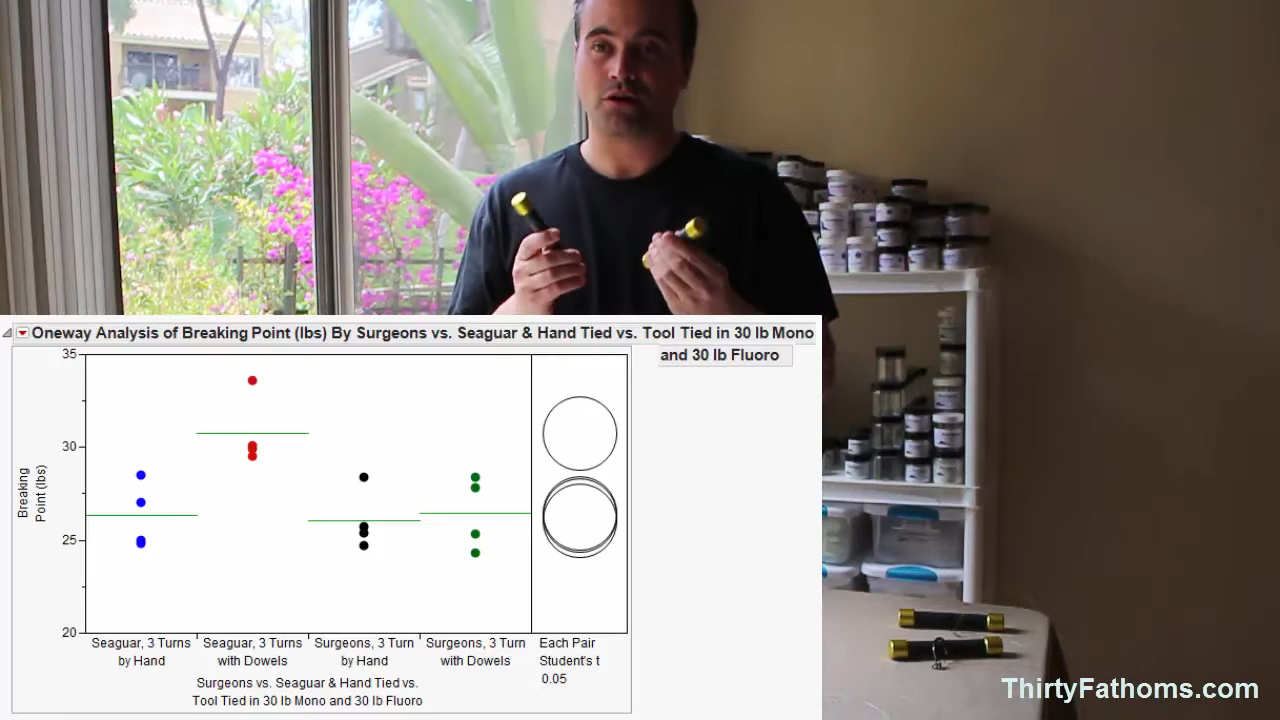 Oneway Analysis of Breaking Point (lbs) By Surgeons vs. Seaguar & Hand Tied vs. Tool Tied in 30 lb Mono
and 30 lb Fluoro
35
30
25
20
Breaking
Point (lbs)
Seaguar, 3 Turns
by Hand
Seaguar, 3 Turns
with Dowels
Surgeons, 3 Turn
by Hand
Surgeons, 3 Turn
with Dowels
Each Pair
Student's t
0.05
Surgeons vs. Seaguar & Hand Tied vs.
Tool Tied in 30 lb Mono and 30 lb Fluoro
ThirtyFathoms.com